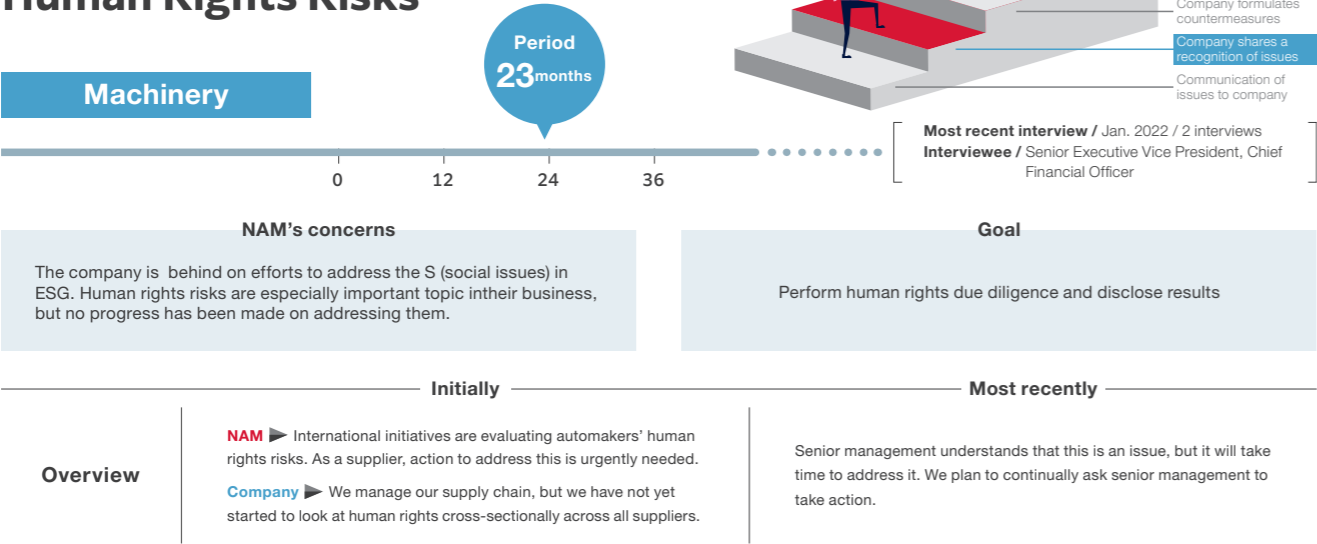 Human Rights Risks
Company formulates
countermeasures
Company shares a
recognition of issues
Communication of
issues to company
Period
23 months
Machinery
0 12 24 36
Most recent interview / Jan. 2022 / 2 interviews
Interviewee / Senior Executive Vice President, Chief
Financial Officer
NAM's concerns
The company is behind on efforts to address the S (social issues) in
ESG. Human rights risks are especially important topic intheir business,
but no progress has been made on addressing them.
Goal
Perform human rights due diligence and disclose results
Initially
Most recently
Overview
NAM International initiatives are evaluating automakers' human
rights risks. As a supplier, action to address this is urgently needed.
Company We manage our supply chain, but we have not yet
started to look at human rights cross-sectionally across all suppliers.
Senior management understands that this is an issue, but it will take
time to address it. We plan to continually ask senior management to
take action.